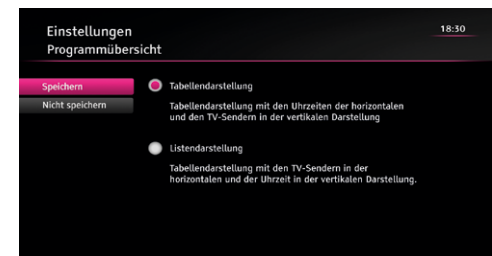 Einstellungen
18:30
Programmübersicht
Speichern
Tabellendarstellung
Nicht speichern
Tabellendarstellung mit den Uhrzeiten der horizontalen
und den TV-Sendern in der vertikalen Darstellung
Listendarstellung
Tabellendarstellung mit den TV-Sendern in der
horizontalen und der Uhrzeit in der vertikalen Darstellung.